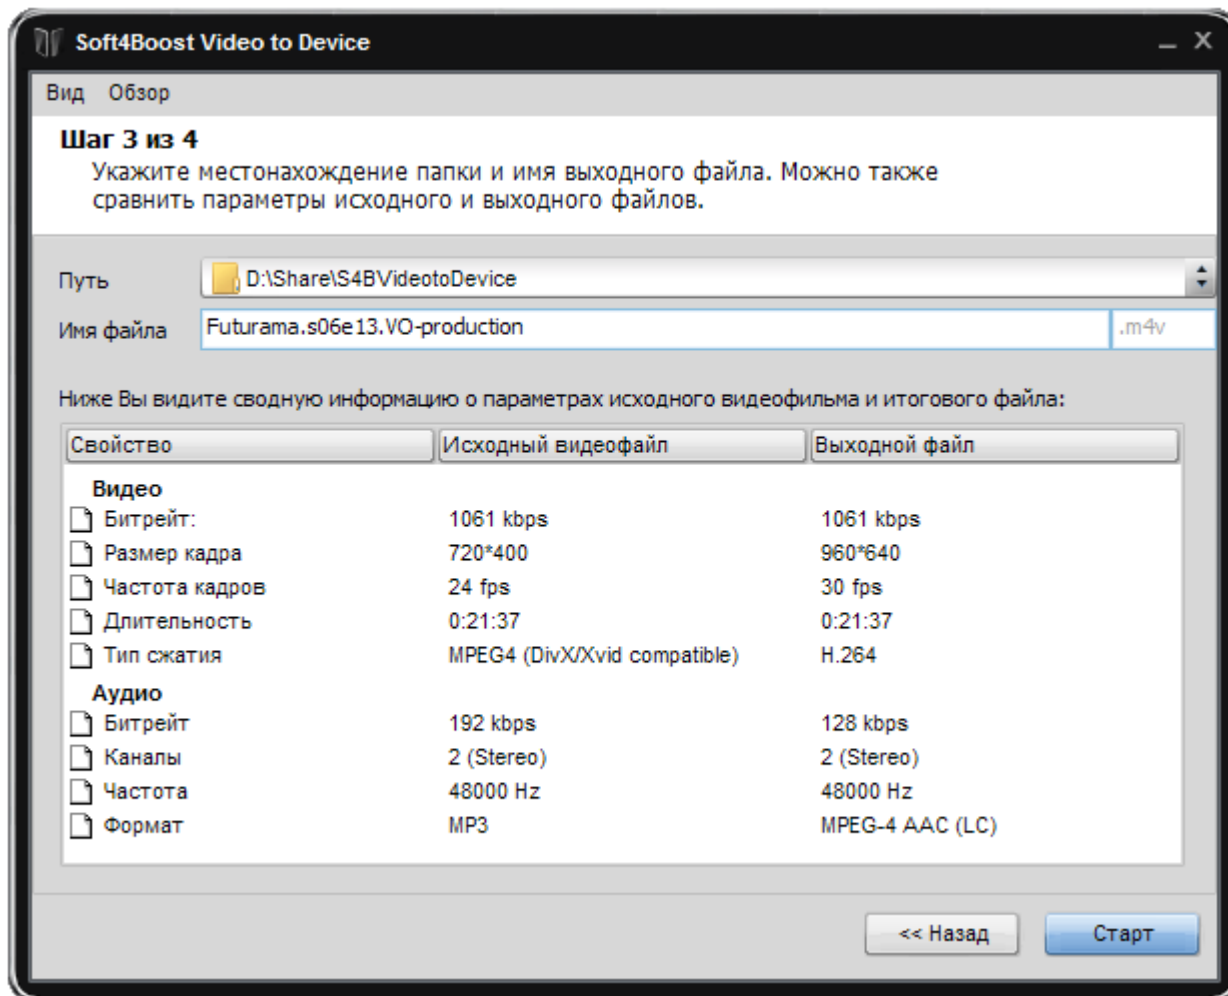 Soft4Boost Video to Device
Вид Обзор
Шаг 3 из 4
Укажите местонахождение папки и имя выходного файла. Можно также
сравнить параметры исходного и выходного файлов.
Путь D:\Share\S4BVideotoDevice
Имя файла Futurama.s06e13.VO-production .m4v
Ниже Вы видите сводную информацию о параметрах исходного видеофильма и итогового файла:
Свойство Исходный видеофайл Выходной файл
Видео
Битрейт: 1061 kbps 1061 kbps
Размер кадра 720*400 960*640
Частота кадров 24 fps 30 fps
Длительность 0:21:37 0:21:37
Тип сжатия MPEG4 (DivX/Xvid compatible) H.264
Аудио
Битрейт 192 kbps 128 kbps
Каналы 2 (Stereo) 2 (Stereo)
Частота 48000 Hz 48000 Hz
Формат MP3 MPEG-4 AAC (LC)
<< Назад Старт